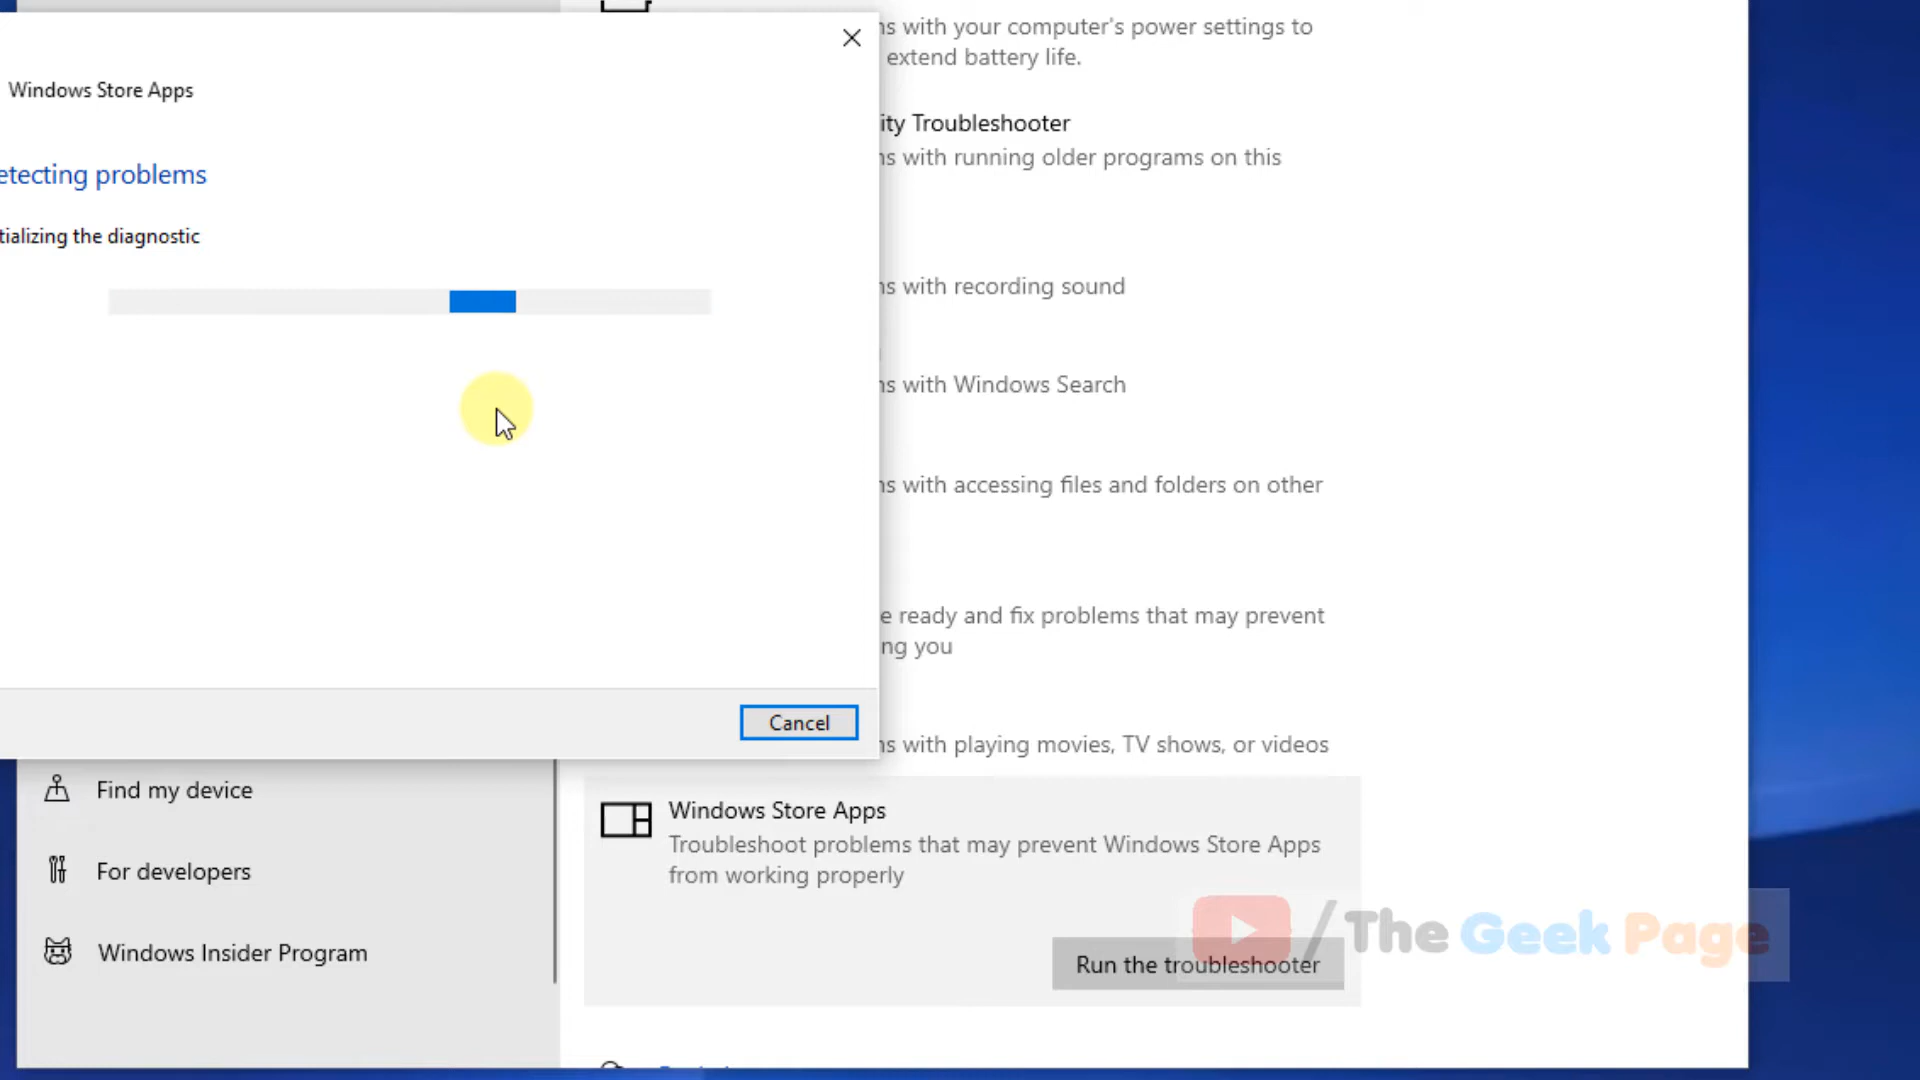 Windows Store Apps
etecting problems
tializing the diagnostic
Cancel
ns with your computer's power settings to
extend battery life.
ity Troubleshooter
ns with running older programs on this
ns with recording sound
ns with Windows Search
ns with accessing files and folders on other
e ready and fix problems that may prevent
ng you
ns with playing movies, TV shows, or videos
Find my device
For developers
Windows Insider Program
Windows Store Apps
Troubleshoot problems that may prevent Windows Store Apps
from working properly
Run the troubleshooter
/The Geek Page